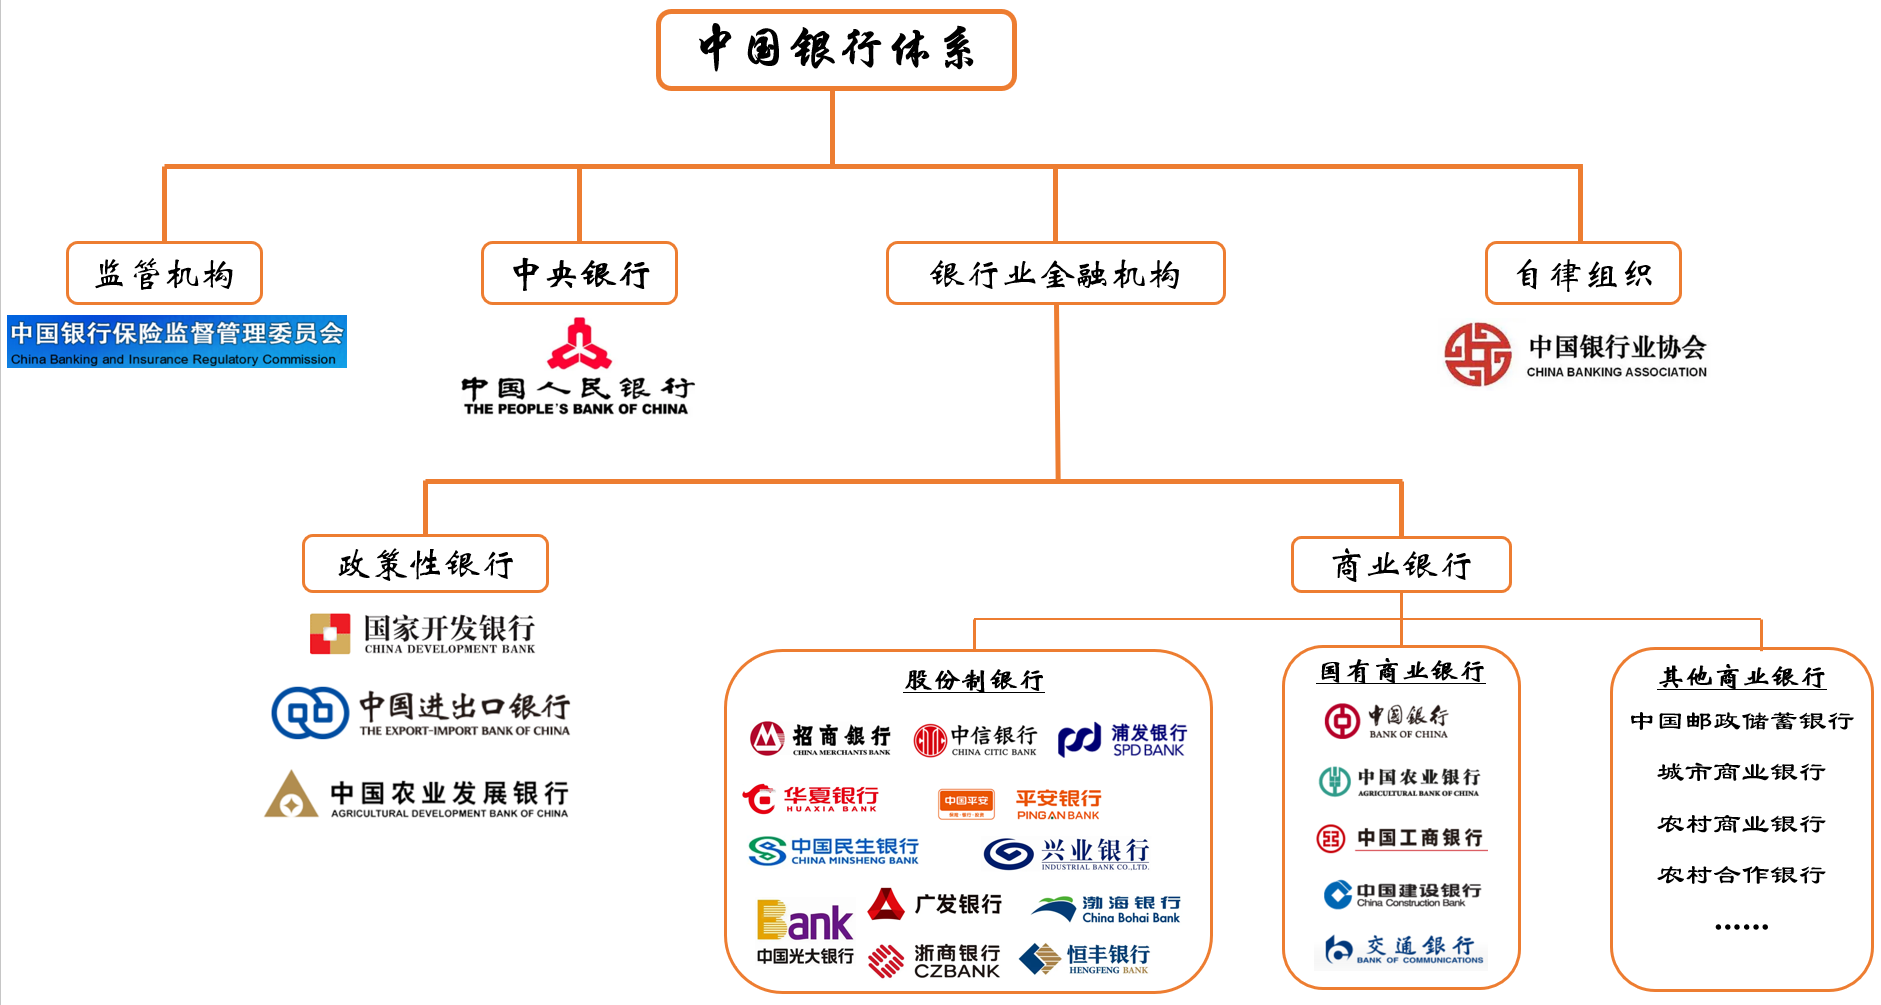 中国银行体系
监管机构
中国银行保险监督管理委员会
China Banking and Insurance Regulatory Commission
中央银行
中国人民银行
THE PEOPLE'S BANK OF CHINA
银行业金融机构
自律组织
中国银行业协会
CHINA BANKING ASSOCIATION
政策性银行
国家开发银行
CHINA DEVELOPMENT BANK
中国进出口银行
THE EXPORT-IMPORT BANK OF CHINA
中国农业发展银行
AGRICULTURAL DEVELOPMENT BANK OF CHINA
商业银行
股份制银行
招商银行
CHINA MERCHANTS BANK
中信银行
CHINA CITIC BANK
浦发银行
SPD BANK
华夏银行
HUAXIA BANK
中国平安
平安银行
PING AN BANK
中国民生银行
CHINA MINSHENG BANK
兴业银行
INDUSTRIAL BANK CO.,LTD.
Bank
中国光大银行
广发银行
渤海银行
China Bohai Bank
浙商银行
CZBANK
恒丰银行
HENGFENG BANK
国有商业银行
中国银行
BANK OF CHINA
中国农业银行
AGRICULTURAL BANK OF CHINA
中国工商银行
中国建设银行
China Construction Bank
交通银行
BANK OF COMMUNICATIONS
其他商业银行
中国邮政储蓄银行
城市商业银行
农村商业银行
农村合作银行
……